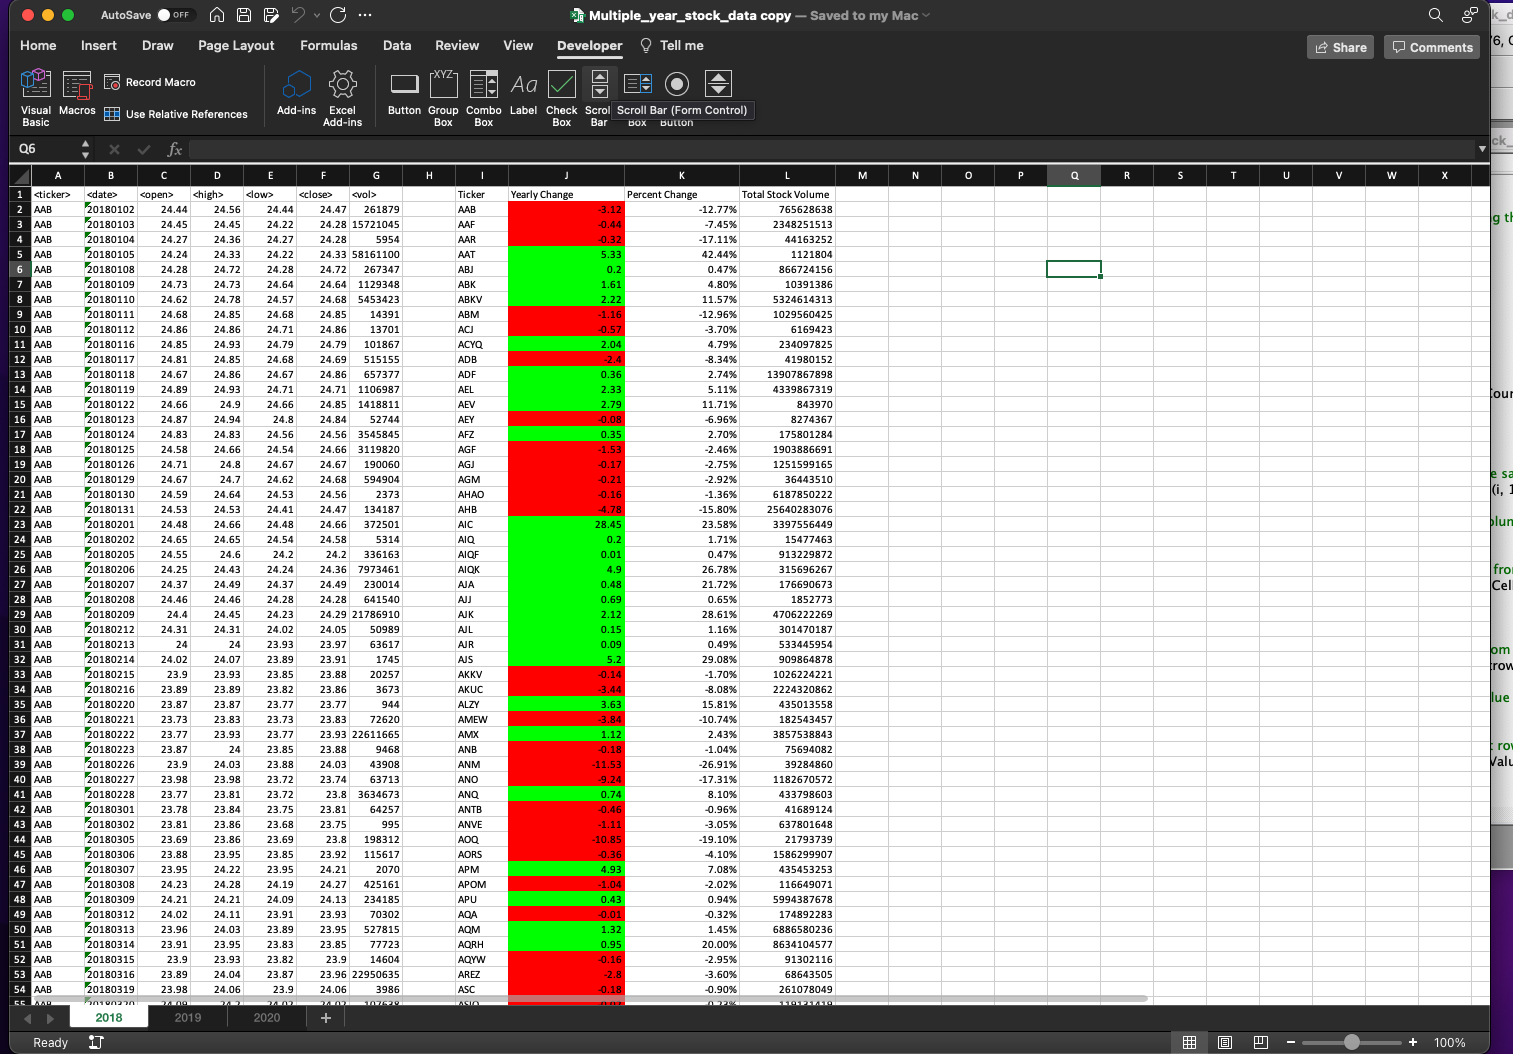 AutoSave OFF Multiple_year_stock_data copy — Saved to my Mac
Home Insert Draw Page Layout Formulas Data Review View Developer Tell me Share Comments
Visual Basic Macros Record Macro Use Relative References Add-ins Excel Add-ins Button Group Box Combo Box Label Check Box Scroll Bar Scroll Bar (Form Control) Box Button
XYZ Aa
Q6 fx
A B C D E F G H I J K L M N O P Q R S T U V W X
1 <ticker> <date> <open> <high> <low> <close> <vol> Ticker Yearly Change Percent Change Total Stock Volume
2 AAB 20180102 24.44 24.56 24.44 24.47 261879 AAB -3.12 -12.77% 765628638
3 AAB 20180103 24.45 24.45 24.22 24.28 15721045 AAF -0.44 -7.45% 2348251513
4 AAB 20180104 24.27 24.36 24.27 24.28 5954 AAR -0.32 -17.11% 44163252
5 AAB 20180105 24.24 24.33 24.22 24.33 58161100 AAT 5.33 42.44% 1121804
6 AAB 20180108 24.28 24.72 24.28 24.72 267347 ABJ 0.2 0.47% 866724156
7 AAB 20180109 24.73 24.73 24.64 24.64 1129348 ABK 1.61 4.80% 10391386
8 AAB 20180110 24.62 24.78 24.57 24.68 5453423 ABKV 2.22 11.57% 5324614313
9 AAB 20180111 24.68 24.85 24.68 24.85 14391 ABM -1.16 -12.96% 1029560425
10 AAB 20180112 24.86 24.86 24.71 24.86 13701 ACJ -0.57 -3.70% 6169423
11 AAB 20180116 24.85 24.93 24.79 24.79 101867 ACYQ 2.04 4.79% 234097825
12 AAB 20180117 24.81 24.85 24.68 24.69 515155 ADB -2.4 -8.34% 41980152
13 AAB 20180118 24.67 24.86 24.67 24.86 657377 ADF 0.36 2.74% 13907867898
14 AAB 20180119 24.89 24.93 24.71 24.71 1106987 AEL 2.33 5.11% 4339867319
15 AAB 20180122 24.66 24.9 24.66 24.85 1418811 AEV 2.79 11.71% 843970
16 AAB 20180123 24.87 24.94 24.8 24.84 52744 AEY -0.08 -6.96% 8274367
17 AAB 20180124 24.83 24.83 24.56 24.56 3545845 AFZ 0.35 2.70% 175801284
18 AAB 20180125 24.58 24.66 24.54 24.66 3119820 AGF -1.53 -2.46% 1903886691
19 AAB 20180126 24.71 24.8 24.67 24.67 190060 AGJ -0.17 -2.75% 1251599165
20 AAB 20180129 24.67 24.7 24.62 24.68 594904 AGM -0.21 -2.92% 36443510
21 AAB 20180130 24.59 24.64 24.53 24.56 2373 AHAO -0.16 -1.36% 6187850222
22 AAB 20180131 24.53 24.53 24.41 24.47 134187 AHB -4.78 -15.80% 25640283076
23 AAB 20180201 24.48 24.66 24.48 24.66 372501 AIC 28.45 23.58% 3397556449
24 AAB 20180202 24.65 24.65 24.54 24.58 5314 AIQ 0.2 1.71% 15477463
25 AAB 20180205 24.55 24.6 24.2 24.2 336163 AIQF 0.01 0.47% 913229872
26 AAB 20180206 24.25 24.43 24.24 24.36 7973461 AIQK 4.9 26.78% 315696267
27 AAB 20180207 24.37 24.49 24.37 24.49 230014 AJA 0.48 21.72% 176690673
28 AAB 20180208 24.46 24.46 24.28 24.28 641540 AJJ 0.69 0.65% 1852773
29 AAB 20180209 24.4 24.45 24.23 24.29 21786910 AJK 2.12 28.61% 4706222269
30 AAB 20180212 24.31 24.31 24.02 24.05 50989 AJL 0.15 1.16% 301470187
31 AAB 20180213 24 24 23.93 23.97 63617 AJR 0.09 0.49% 533445954
32 AAB 20180214 24.02 24.07 23.89 23.91 1745 AJS 5.2 29.08% 909864878
33 AAB 20180215 23.9 23.93 23.85 23.88 20257 AKKV -0.14 -1.70% 1026224221
34 AAB 20180216 23.89 23.89 23.82 23.86 3673 AKUC -3.44 -8.08% 2224320862
35 AAB 20180220 23.87 23.87 23.77 23.77 944 ALZY 3.63 15.81% 435013558
36 AAB 20180221 23.73 23.83 23.73 23.83 72620 AMEW -3.84 -10.74% 182543457
37 AAB 20180222 23.77 23.93 23.77 23.93 22611665 AMX 1.12 2.43% 3857538843
38 AAB 20180223 23.87 24 23.85 23.88 9468 ANB -0.18 -1.04% 75694082
39 AAB 20180226 23.9 24.03 23.88 24.03 43908 ANM -11.53 -26.91% 39284860
40 AAB 20180227 23.98 23.98 23.72 23.74 63713 ANO -9.24 -17.31% 1182670572
41 AAB 20180228 23.77 23.81 23.72 23.8 3634673 ANQ 0.74 8.10% 433798603
42 AAB 20180301 23.78 23.84 23.75 23.81 64257 ANTB -0.46 -0.96% 41689124
43 AAB 20180302 23.81 23.86 23.68 23.75 995 ANVE -1.11 -3.05% 637801648
44 AAB 20180305 23.69 23.86 23.69 23.8 198312 AOQ -10.85 -19.10% 21793739
45 AAB 20180306 23.88 23.95 23.85 23.92 115617 AORS -0.36 -4.10% 1586299907
46 AAB 20180307 23.95 24.22 23.95 24.21 2070 APM 4.93 7.08% 435453253
47 AAB 20180308 24.23 24.28 24.19 24.27 425161 APOM -1.04 -2.02% 116649071
48 AAB 20180309 24.21 24.21 24.09 24.13 234185 APU 0.43 0.94% 5994387678
49 AAB 20180312 24.02 24.11 23.91 23.93 70302 AQA -0.01 -0.32% 174892283
50 AAB 20180313 23.96 24.03 23.89 23.95 527815 AQM 1.32 1.45% 6886580236
51 AAB 20180314 23.91 23.95 23.83 23.85 77723 AQRH 0.95 20.00% 8634104577
52 AAB 20180315 23.9 23.93 23.82 23.9 14604 AQYW -0.16 -2.95% 91302116
53 AAB 20180316 23.89 24.04 23.87 23.96 22950635 AREZ -2.8 -3.60% 68643505
54 AAB 20180319 23.98 24.06 23.9 24.06 3986 ASC -0.18 -0.90% 261078049
2018 2019 2020 +
Ready 100%